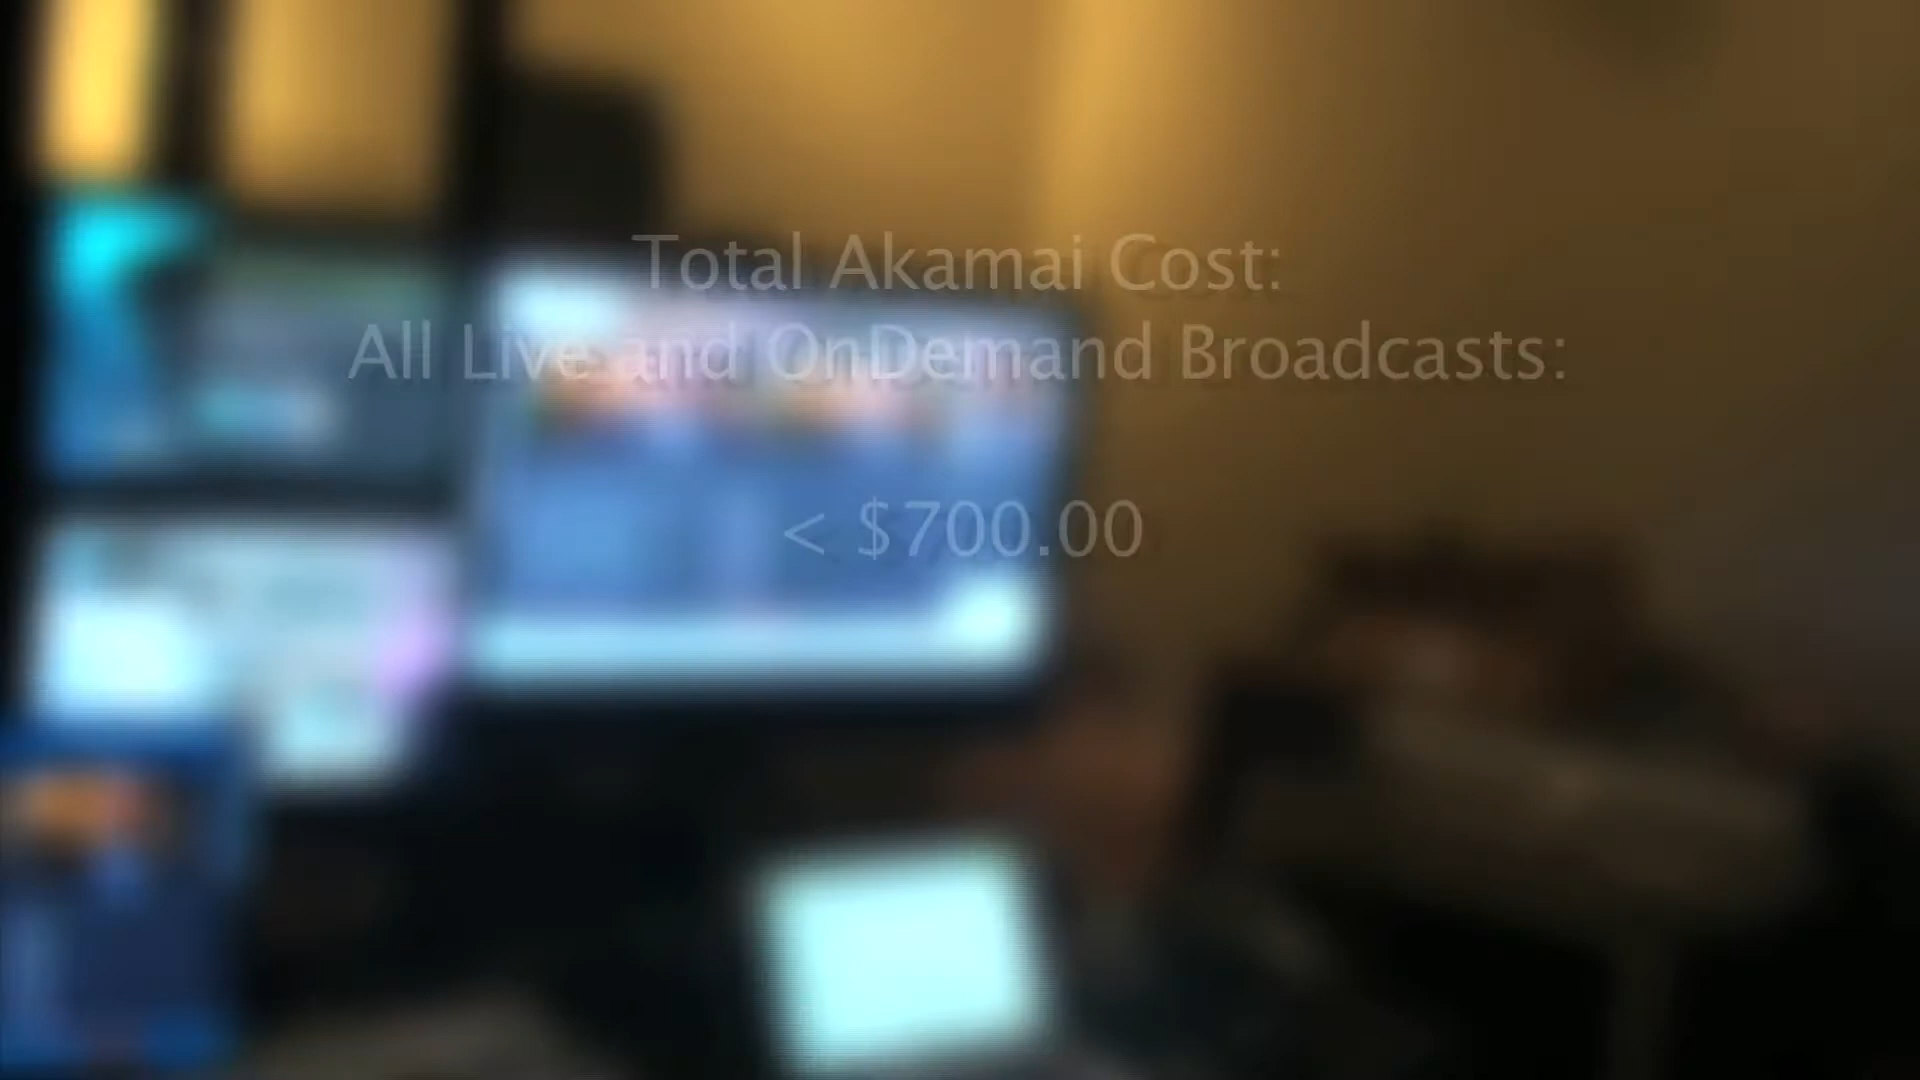 Total Akamai Cost:
All Live and OnDemand Broadcasts:
< $700.00